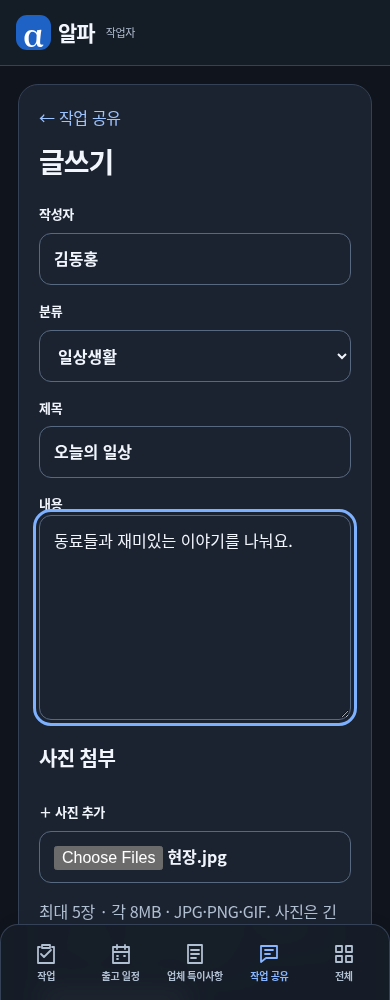 α 알파 작업자
← 작업 공유
글쓰기
작성자
김동홍
분류
일상생활
제목
오늘의 일상
내용
동료들과 재미있는 이야기를 나눠요.
사진 첨부
+ 사진 추가
Choose Files 현장.jpg
최대 5장 · 각 8MB · JPG·PNG·GIF. 사진은 긴
작업 출고 일정 업체 특이사항 작업 공유 전체